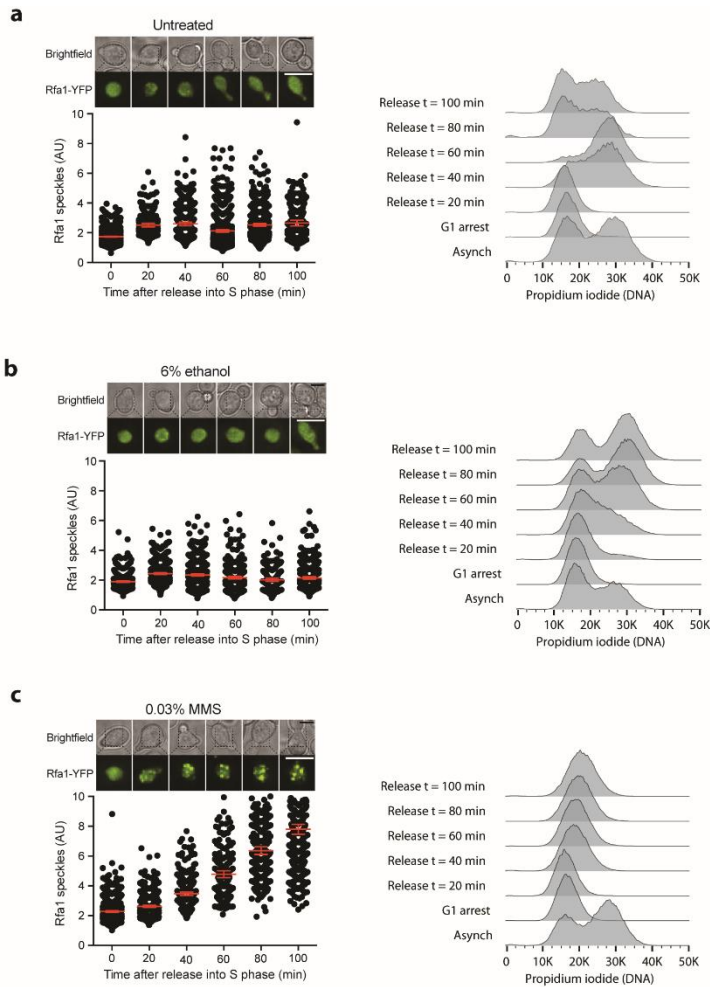 a
Untreated
Brightfield
Rfa1-YFP
10
8
6
4
2
0
Rfa1 speckles (AU)
0 20 40 60 80 100
Time after release into S phase (min)
Release t = 100 min
Release t = 80 min
Release t = 60 min
Release t = 40 min
Release t = 20 min
G1 arrest
Asynch
0 10K 20K 30K 40K 50K
Propidium iodide (DNA)
b
6% ethanol
Brightfield
Rfa1-YFP
10
8
6
4
2
0
Rfa1 speckles (AU)
0 20 40 60 80 100
Time after release into S phase (min)
Release t = 100 min
Release t = 80 min
Release t = 60 min
Release t = 40 min
Release t = 20 min
G1 arrest
Asynch
0 10K 20K 30K 40K 50K
Propidium iodide (DNA)
c
0.03% MMS
Brightfield
Rfa1-YFP
10
8
6
4
2
0
Rfa1 speckles (AU)
0 20 40 60 80 100
Time after release into S phase (min)
Release t = 100 min
Release t = 80 min
Release t = 60 min
Release t = 40 min
Release t = 20 min
G1 arrest
Asynch
0 10K 20K 30K 40K 50K
Propidium iodide (DNA)